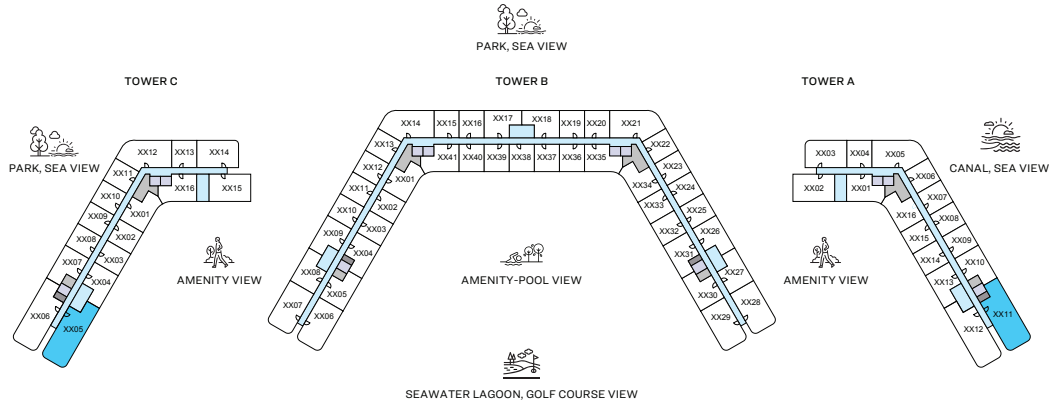 PARK, SEA VIEW
TOWER C
TOWER B
TOWER A
PARK, SEA VIEW
CANAL, SEA VIEW
XX12
XX13
XX14
XX11
XX16
XX15
XX10
XX01
XX09
XX02
XX08
XX03
XX07
XX04
XX06
XX05
AMENITY VIEW
XX14
XX15
XX16
XX17
XX18
XX19
XX20
XX21
XX13
XX41
XX40
XX39
XX38
XX37
XX36
XX35
XX22
XX12
XX01
XX34
XX23
XX11
XX02
XX33
XX24
XX10
XX03
XX32
XX25
XX09
XX04
XX31
XX26
XX08
XX05
XX30
XX27
XX07
XX06
XX29
XX28
AMENITY-POOL VIEW
XX03
XX04
XX05
XX02
XX01
XX06
XX16
XX07
XX15
XX08
XX14
XX09
XX13
XX10
XX12
XX11
AMENITY VIEW
SEAWATER LAGOON, GOLF COURSE VIEW